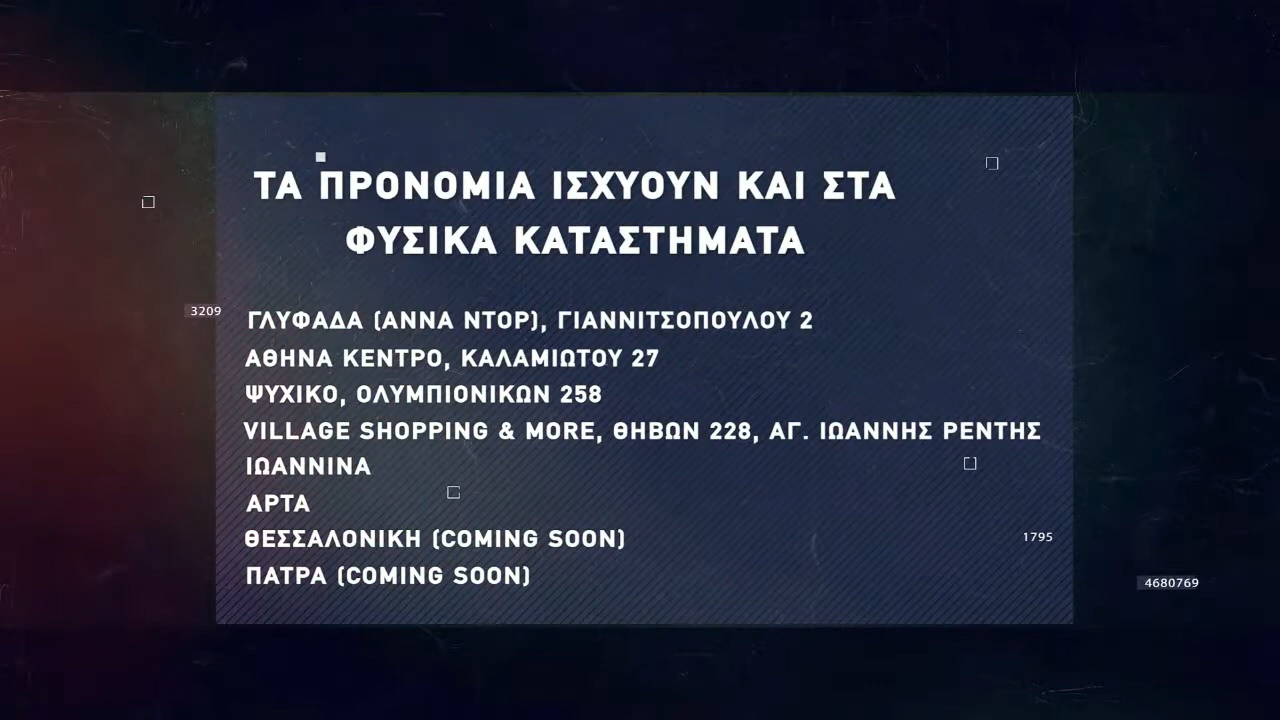 ΤΑ ΠΡΟΝΟΜΙΑ ΙΣΧΥΟΥΝ ΚΑΙ ΣΤΑ
ΦΥΣΙΚΑ ΚΑΤΑΣΤΗΜΑΤΑ
3209
ΓΛΥΦΑΔΑ (ΑΝΝΑ ΝΤΟΡ), ΓΙΑΝΝΙΤΣΟΠΟΥΛΟΥ 2
ΑΘΗΝΑ ΚΕΝΤΡΟ, ΚΑΛΑΜΙΩΤΟΥ 27
ΨΥΧΙΚΟ, ΟΛΥΜΠΙΟΝΙΚΩΝ 258
VILLAGE SHOPPING & MORE, ΘΗΒΩΝ 228, ΑΓ. ΙΩΑΝΝΗΣ ΡΕΝΤΗΣ
ΙΩΑΝΝΙΝΑ
ΑΡΤΑ
ΘΕΣΣΑΛΟΝΙΚΗ (COMING SOON)
1795
ΠΑΤΡΑ (COMING SOON)
4680769